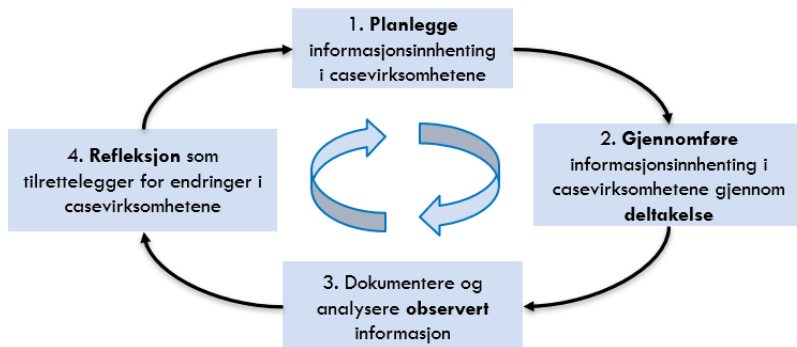 1. Planlegge
informasjonsinnhenting
i casevirksomhetene
2. Gjennomføre
informasjonsinnhenting i
casevirksomhetene gjennom
deltakelse
3. Dokumentere og
analysere observert
informasjon
4. Refleksjon som
tilrettelegger for endringer i
casevirksomhetene